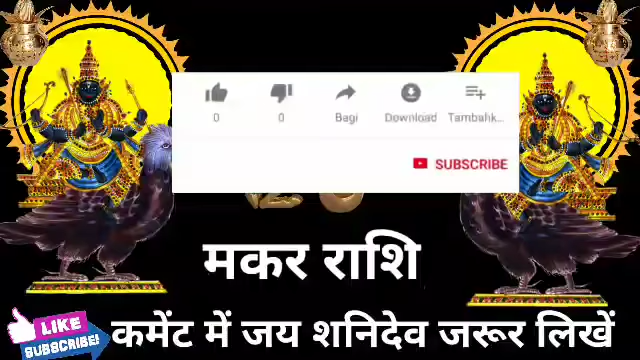 0 0 Bagi Download Tambahk...
SUBSCRIBE
मकर राशि
LIKE
SUBSCRIBE!
कमेंट में जय शनिदेव जरूर लिखें